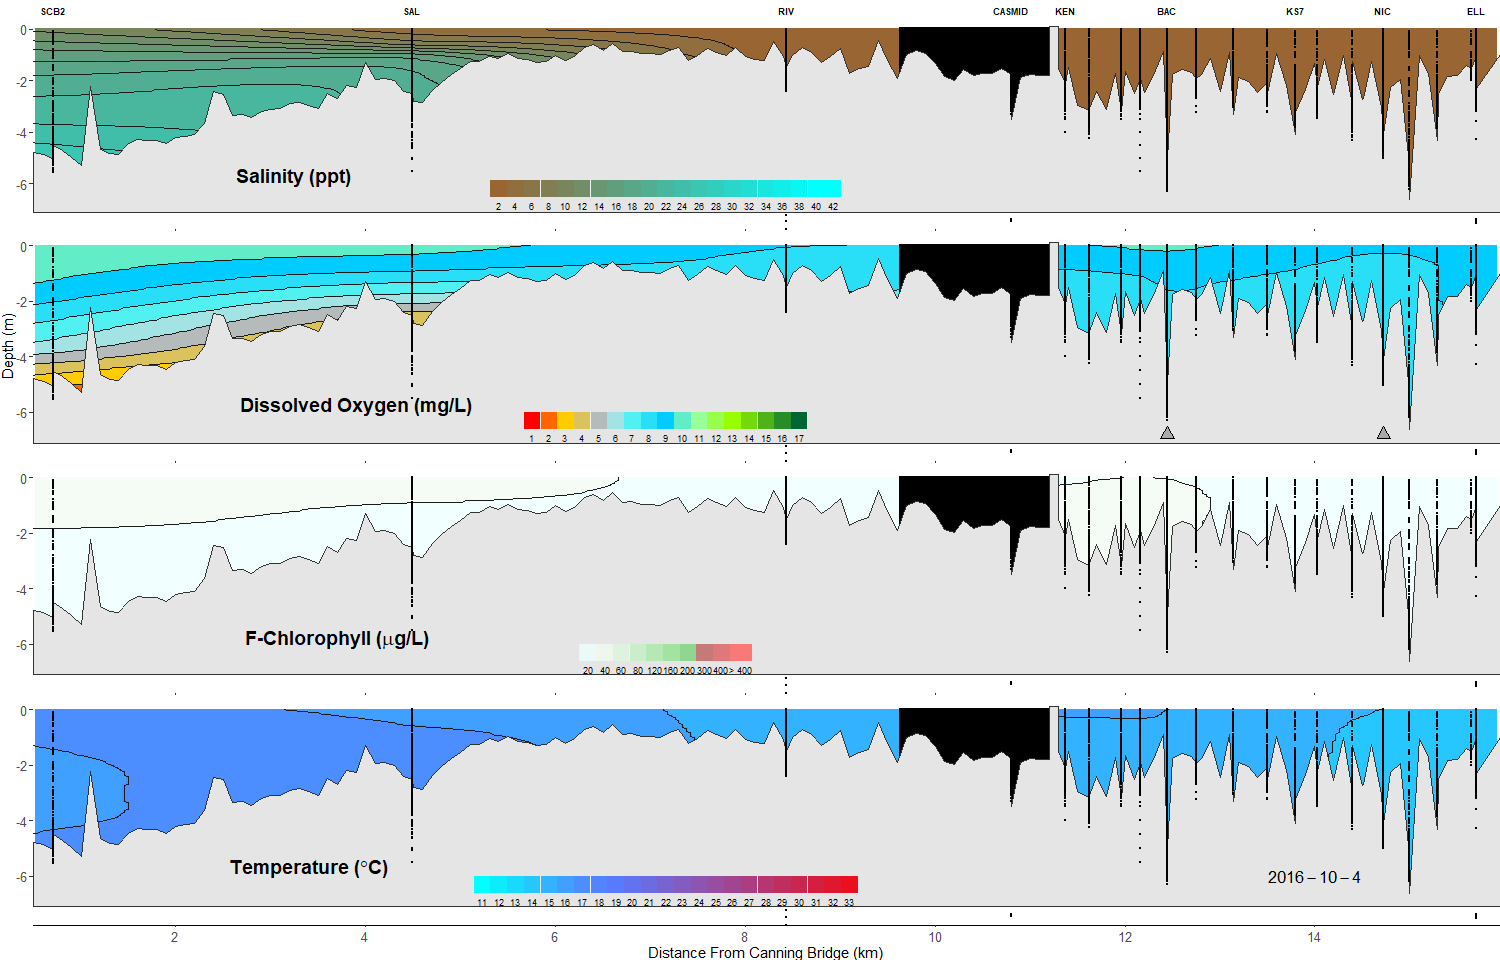 SCB2 SAL RIV CASMID KEN BAC KS7 NIC ELL
0
-2
-4
-6
Salinity (ppt)
2 4 6 8 10 12 14 16 18 20 22 24 26 28 30 32 34 36 38 40 42
0
-2
-4
-6
Depth (m)
Dissolved Oxygen (mg/L)
1 2 3 4 5 6 7 8 9 10 11 12 13 14 15 16 17
0
-2
-4
-6
F-Chlorophyll (µg/L)
20 40 60 80 120 160 200 300 400 > 400
0
-2
-4
-6
Temperature (°C)
2016 – 10 – 4
11 12 13 14 15 16 17 18 19 20 21 22 23 24 25 26 27 28 29 30 31 32 33
2 4 6 8 10 12 14
Distance From Canning Bridge (km)